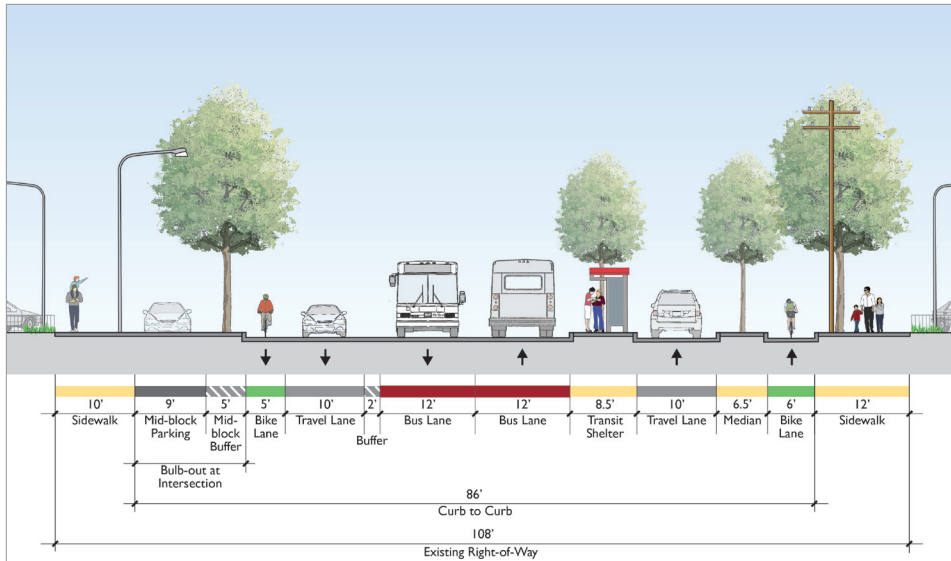 10’ 9’ 5’ 5’ 10’ 2’ 12’ 12’ 8.5’ 10’ 6.5’ 6’ 12’
Sidewalk Mid-block Mid- Bike Travel Lane Bus Lane Bus Lane Transit Travel Lane Median Bike Sidewalk
Parking block Lane Buffer Shelter Lane
Buffer
Bulb-out at
Intersection
86’
Curb to Curb
108’
Existing Right-of-Way